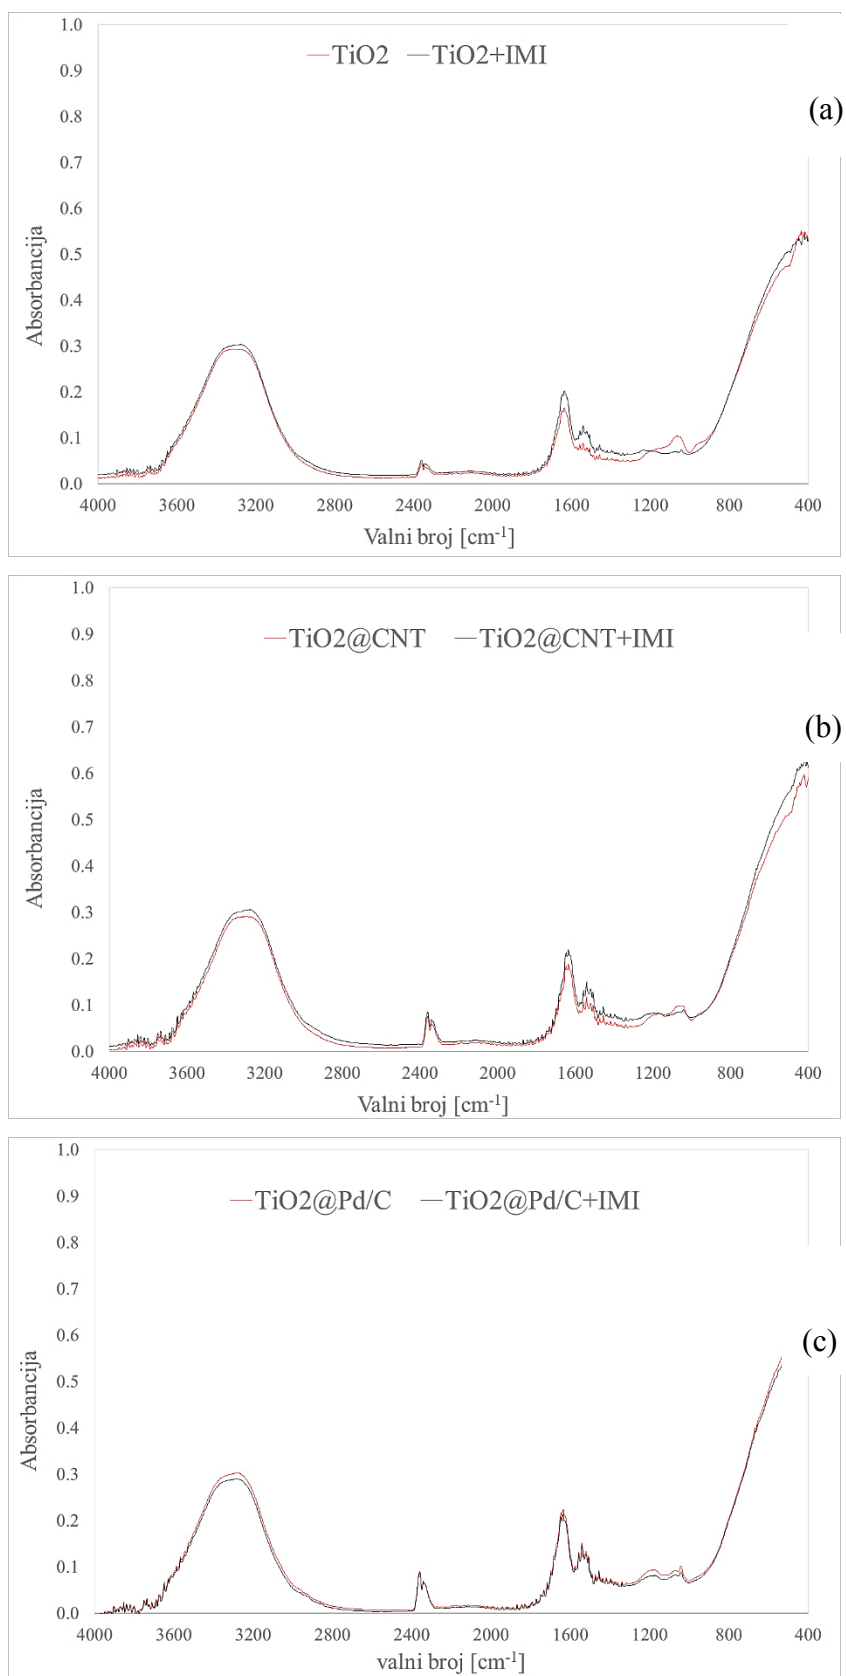 TiO2 TiO2+IMI
(a)
Absorbancija
1.0
0.9
0.8
0.7
0.6
0.5
0.4
0.3
0.2
0.1
0.0
4000 3600 3200 2800 2400 2000 1600 1200 800 400
Valni broj [cm⁻¹]
TiO2@CNT TiO2@CNT+IMI
(b)
Absorbancija
1.0
0.9
0.8
0.7
0.6
0.5
0.4
0.3
0.2
0.1
0.0
4000 3600 3200 2800 2400 2000 1600 1200 800 400
Valni broj [cm⁻¹]
TiO2@Pd/C TiO2@Pd/C+IMI
(c)
Absorbancija
1.0
0.9
0.8
0.7
0.6
0.5
0.4
0.3
0.2
0.1
0.0
4000 3600 3200 2800 2400 2000 1600 1200 800 400
valni broj [cm⁻¹]